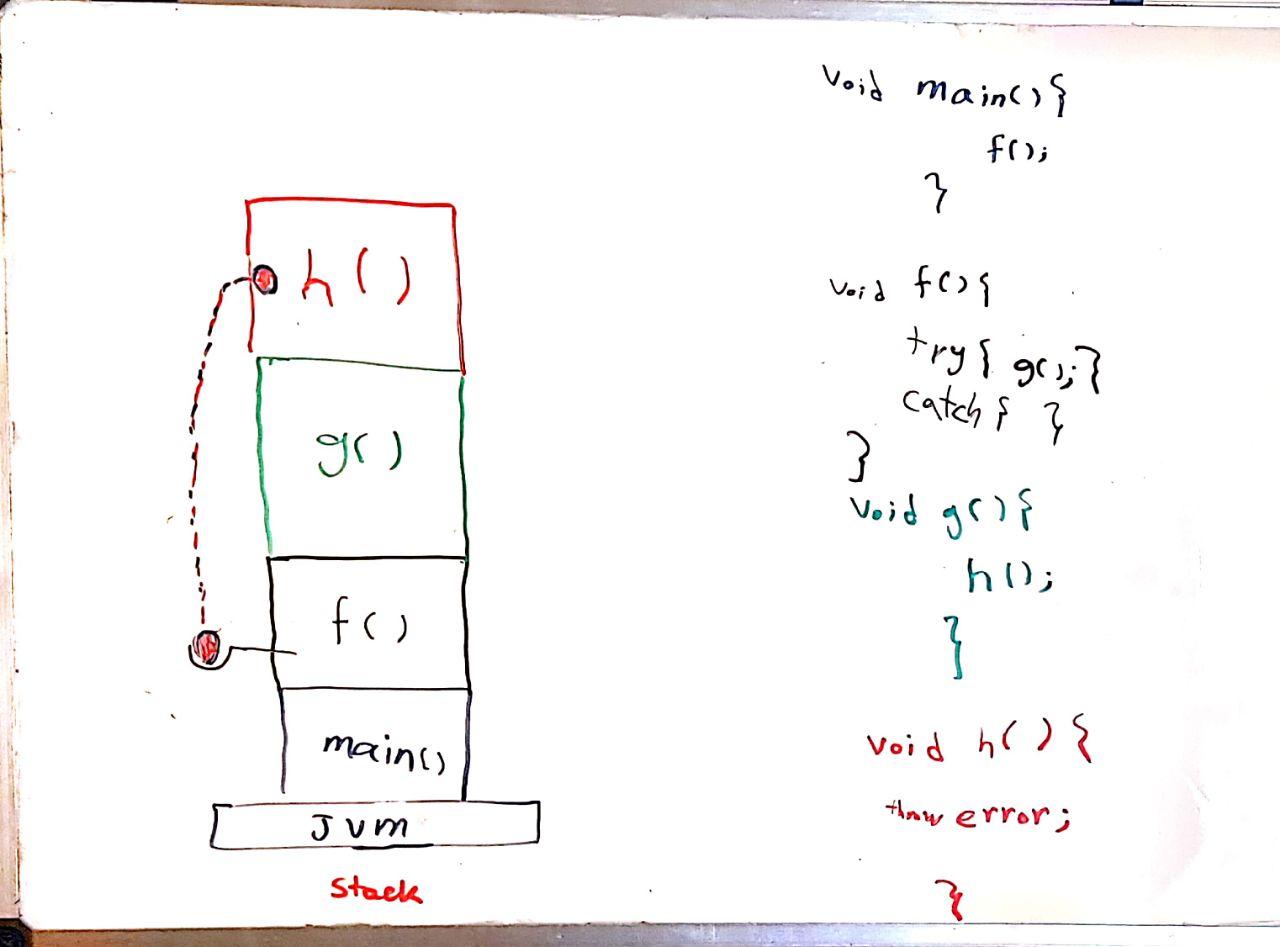 h()
g()
f()
main()
JVM
Stack
Void main(){
f();
}
Void f(){
try{ g(); }
catch{ }
}
Void g(){
h();
}
Void h(){
throw error;
}